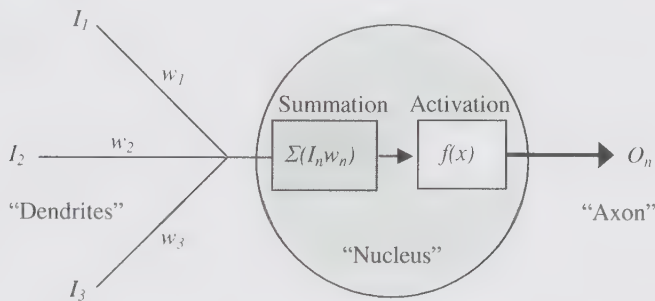 I₁
w₁
Summation Activation
I₂ w₂ Σ(Iₙwₙ) f(x) Oₙ
"Dendrites" "Axon"
w₃ "Nucleus"
I₃